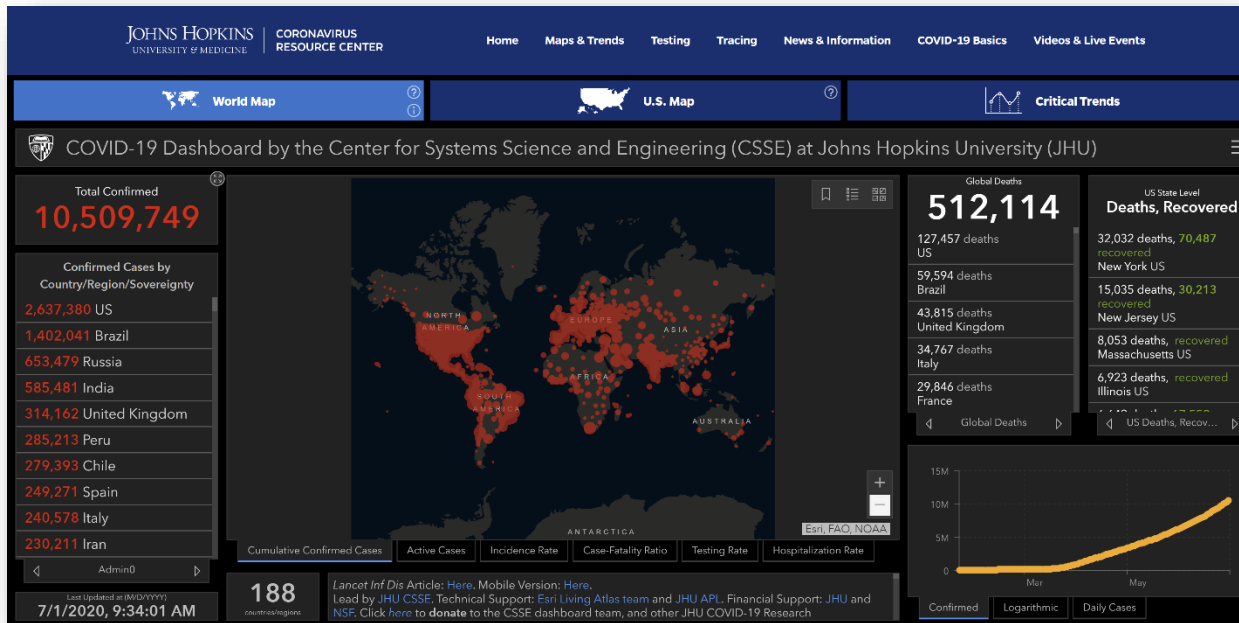 JOHNS HOPKINS
UNIVERSITY & MEDICINE
CORONAVIRUS
RESOURCE CENTER
Home
Maps & Trends
Testing
Tracing
News & Information
COVID-19 Basics
Videos & Live Events
World Map
U.S. Map
Critical Trends
COVID-19 Dashboard by the Center for Systems Science and Engineering (CSSE) at Johns Hopkins University (JHU)
Total Confirmed
10,509,749
Confirmed Cases by
Country/Region/Sovereignty
2,637,380 US
1,402,041 Brazil
653,479 Russia
585,481 India
314,162 United Kingdom
285,213 Peru
279,393 Chile
249,271 Spain
240,578 Italy
230,211 Iran
Admin0
Last Updated at (M/D/YYYY)
7/1/2020, 9:34:01 AM
NORTH
AMERICA
EUROPE
ASIA
AFRICA
SOUTH
AMERICA
AUSTRALIA
ANTARCTICA
+
−
Esri, FAO, NOAA
Cumulative Confirmed Cases
Active Cases
Incidence Rate
Case-Fatality Ratio
Testing Rate
Hospitalization Rate
188
countries/regions
Lancet Inf Dis Article: Here. Mobile Version: Here.
Lead by JHU CSSE. Technical Support: Esri Living Atlas team and JHU APL. Financial Support: JHU and
NSF. Click here to donate to the CSSE dashboard team, and other JHU COVID-19 Research
Global Deaths
512,114
127,457 deaths
US
59,594 deaths
Brazil
43,815 deaths
United Kingdom
34,767 deaths
Italy
29,846 deaths
France
Global Deaths
US State Level
Deaths, Recovered
32,032 deaths, 70,487
recovered
New York US
15,035 deaths, 30,213
recovered
New Jersey US
8,053 deaths, recovered
Massachusetts US
6,923 deaths, recovered
Illinois US
US Deaths, Recov...
15M
10M
5M
0
Mar
May
Confirmed
Logarithmic
Daily Cases